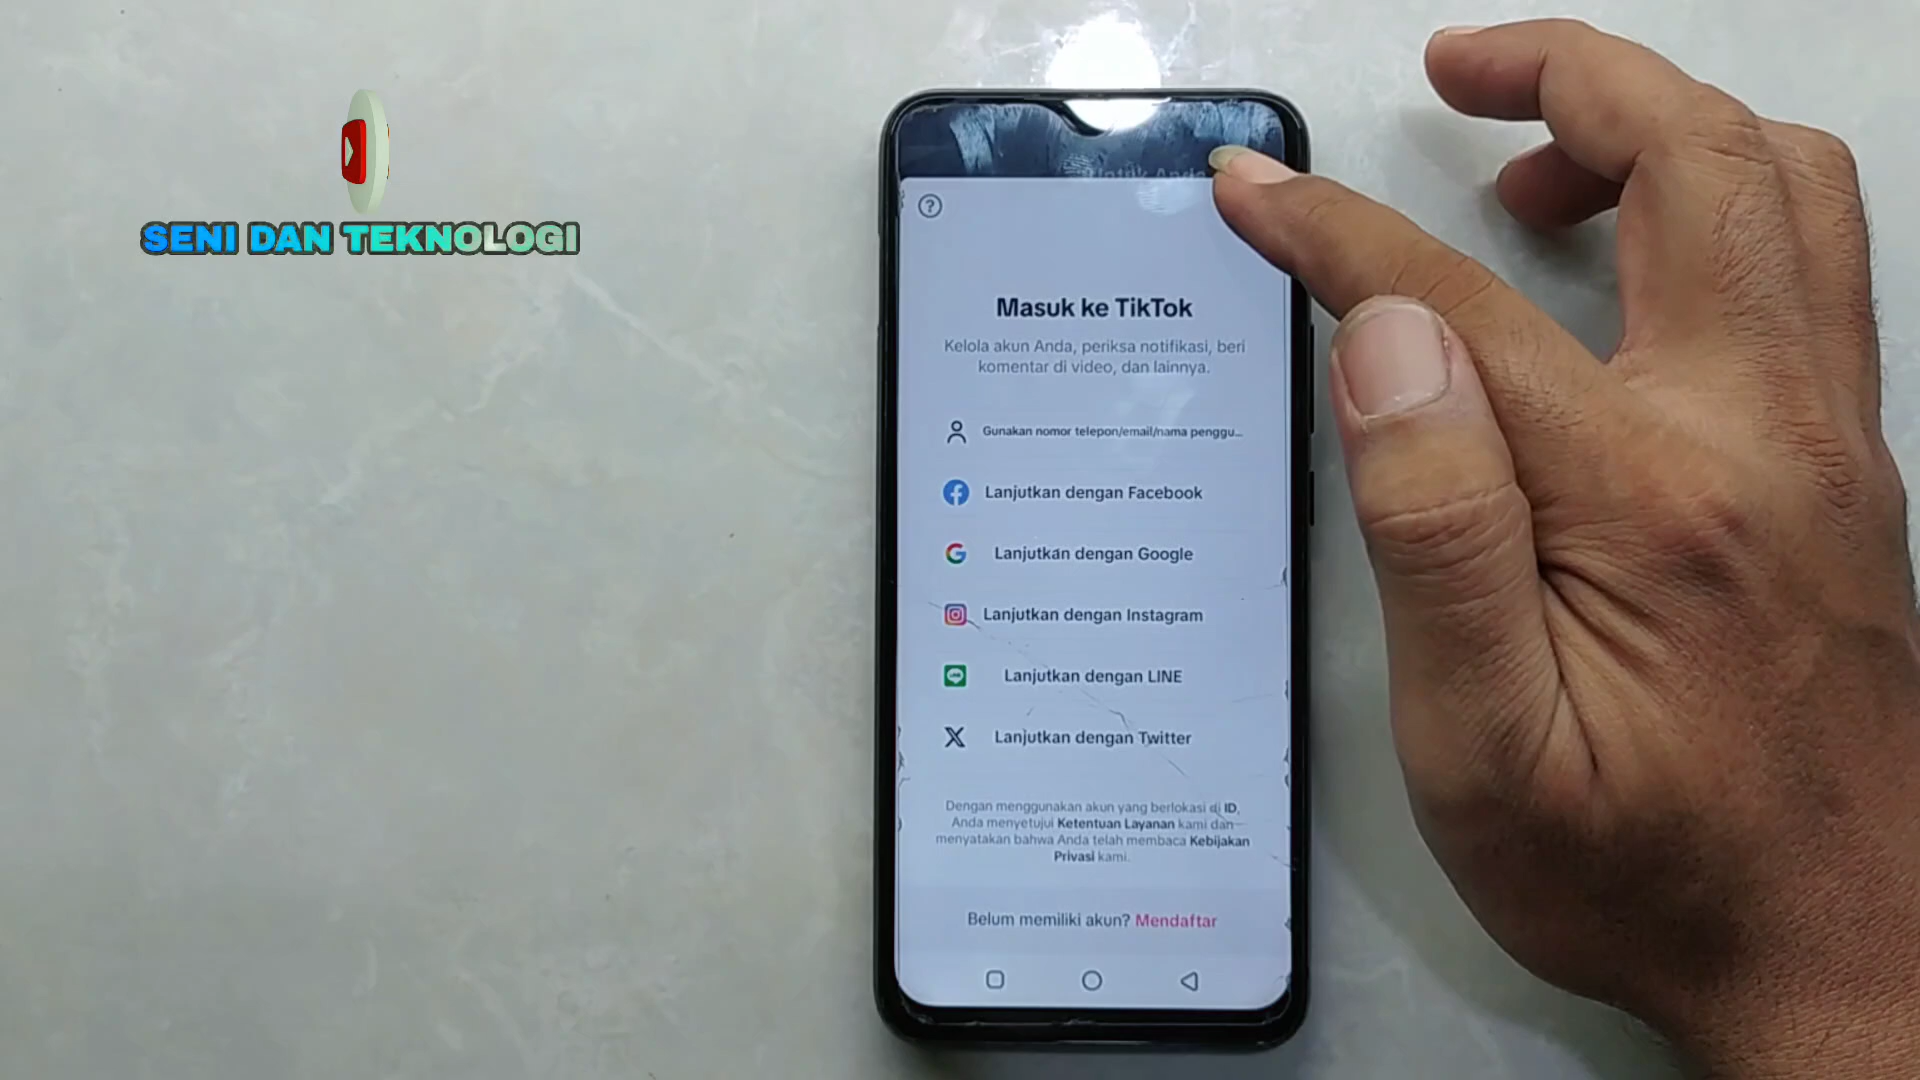 SENI DAN TEKNOLOGI
Untuk Anda
Masuk ke TikTok
Kelola akun Anda, periksa notifikasi, beri
komentar di video, dan lainnya.
Gunakan nomor telepon/email/nama penggu...
Lanjutkan dengan Facebook
Lanjutkan dengan Google
Lanjutkan dengan Instagram
Lanjutkan dengan LINE
Lanjutkan dengan Twitter
Dengan menggunakan akun yang berlokasi di ID,
Anda menyetujui Ketentuan Layanan kami dan
menyatakan bahwa Anda telah membaca Kebijakan
Privasi kami.
Belum memiliki akun? Mendaftar